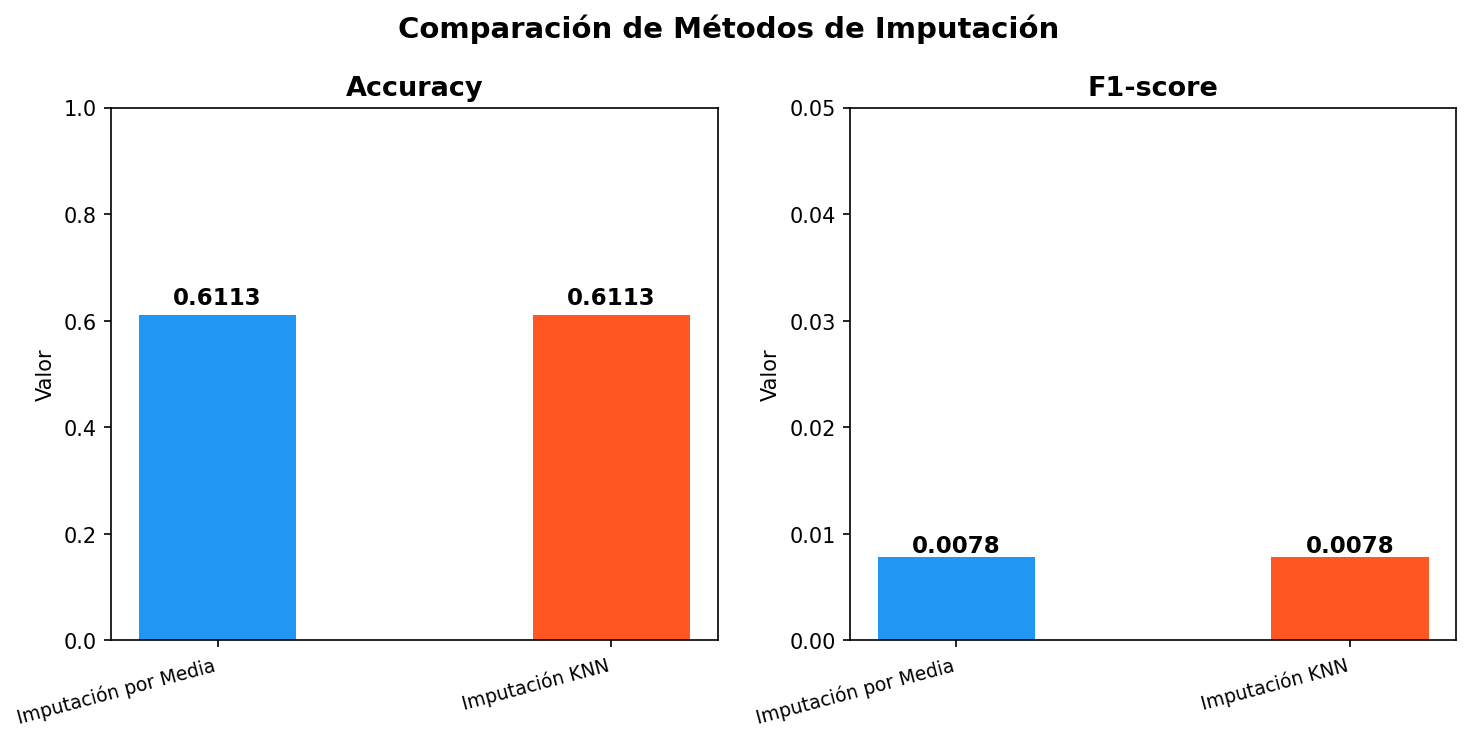 Comparación de Métodos de Imputación
Accuracy
1.0
0.8
0.6
0.4
0.2
0.0
Valor
0.6113
0.6113
Imputación por Media
Imputación KNN
F1-score
0.05
0.04
0.03
0.02
0.01
0.00
Valor
0.0078
0.0078
Imputación por Media
Imputación KNN